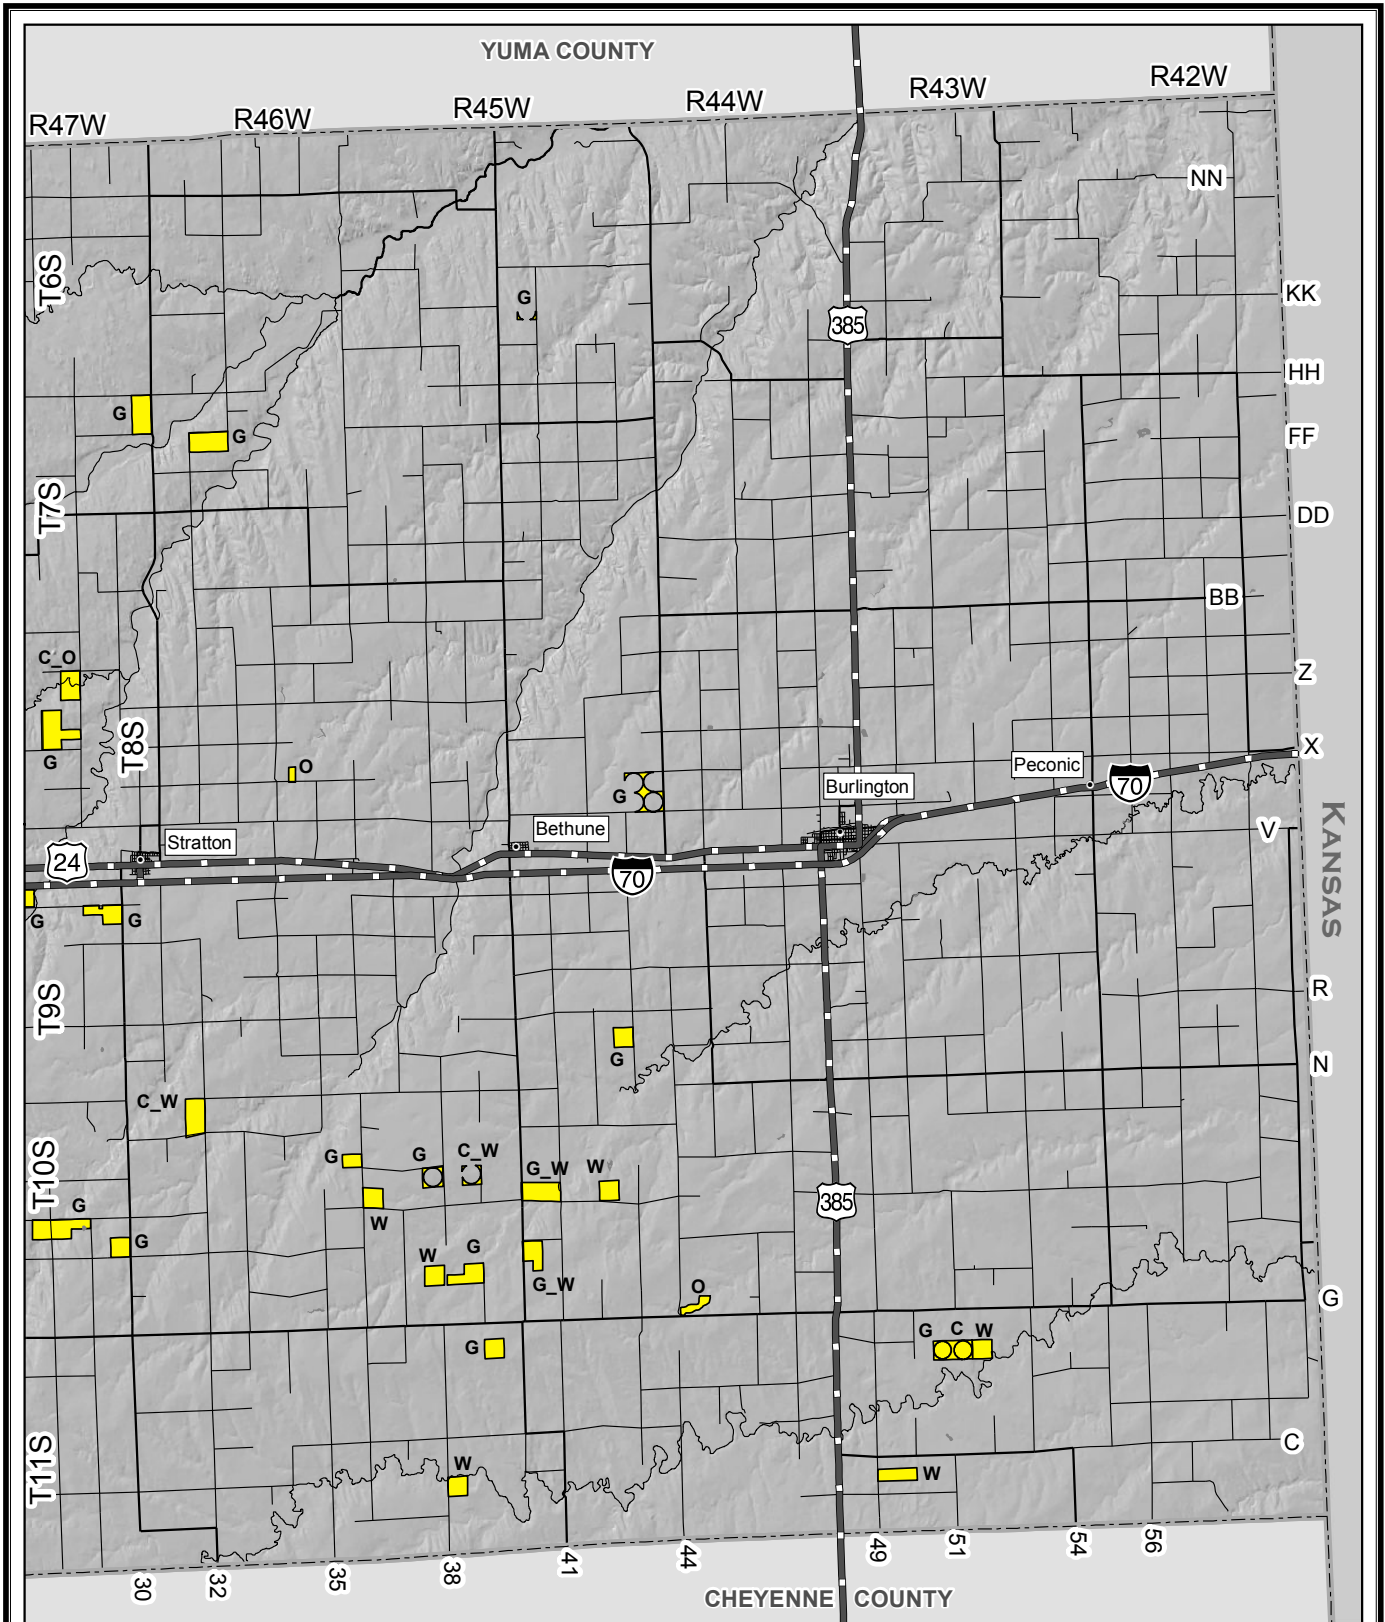 YUMA COUNTY
R42W
R43W
R44W
R45W
R46W
R47W
NN
T6S
KK
G
385
HH
G
G
FF
T7S
DD
BB
C_O
Z
T8S
X
G
O
Peconic
70
G
Burlington
KANSAS
Bethune
V
Stratton
24
70
G
G
R
T9S
G
N
C_W
T10S
G
G
C_W
G_W
W
385
W
G
G
W
G
G_W
O
G
G
C
W
G
C
T11S
W
W
30
32
35
38
41
44
49
51
54
56
CHEYENNE COUNTY